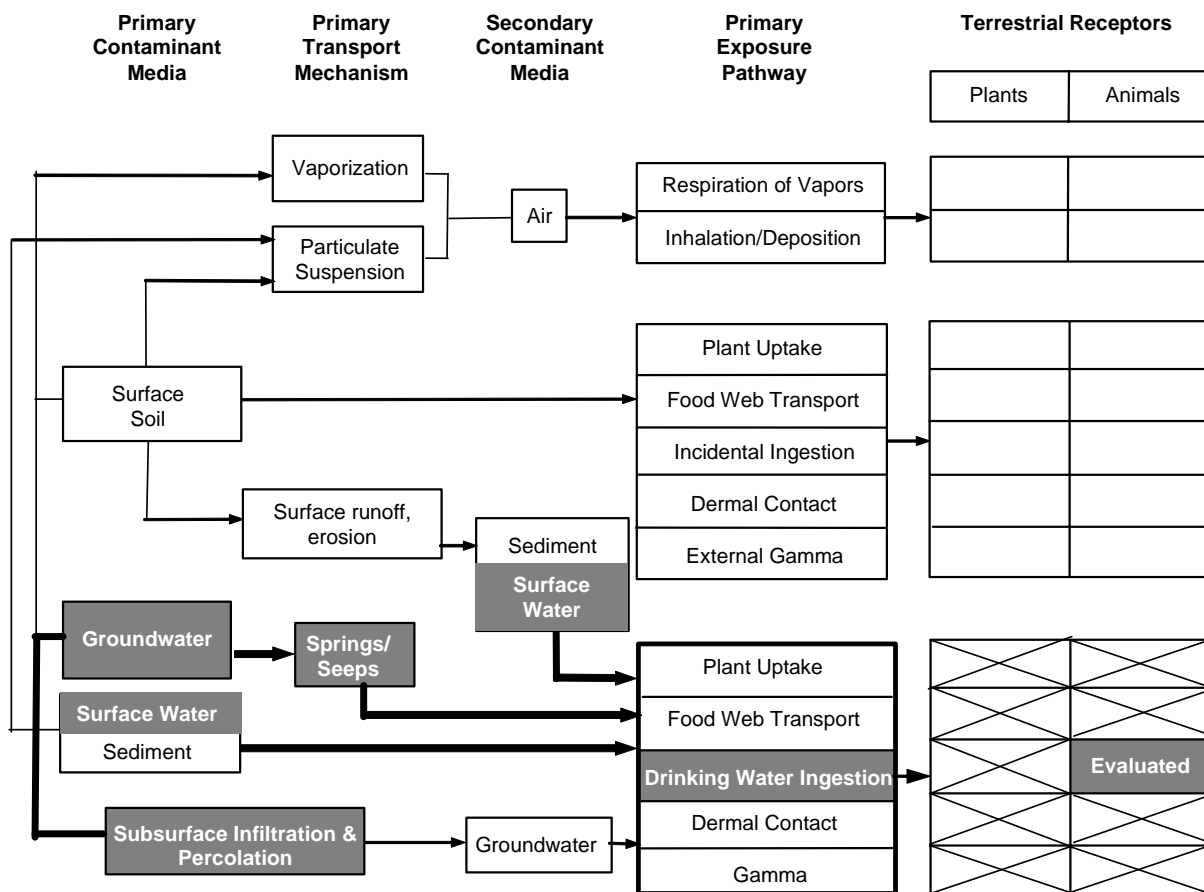 Primary
Contaminant
Media
Primary
Transport
Mechanism
Secondary
Contaminant
Media
Primary
Exposure
Pathway
Terrestrial Receptors
Plants
Animals
Vaporization
Particulate
Suspension
Air
Respiration of Vapors
Inhalation/Deposition
Surface
Soil
Plant Uptake
Food Web Transport
Incidental Ingestion
Dermal Contact
External Gamma
Surface runoff,
erosion
Sediment
Surface
Water
Groundwater
Springs/
Seeps
Surface Water
Sediment
Plant Uptake
Food Web Transport
Drinking Water Ingestion
Dermal Contact
Gamma
Evaluated
Subsurface Infiltration &
Percolation
Groundwater